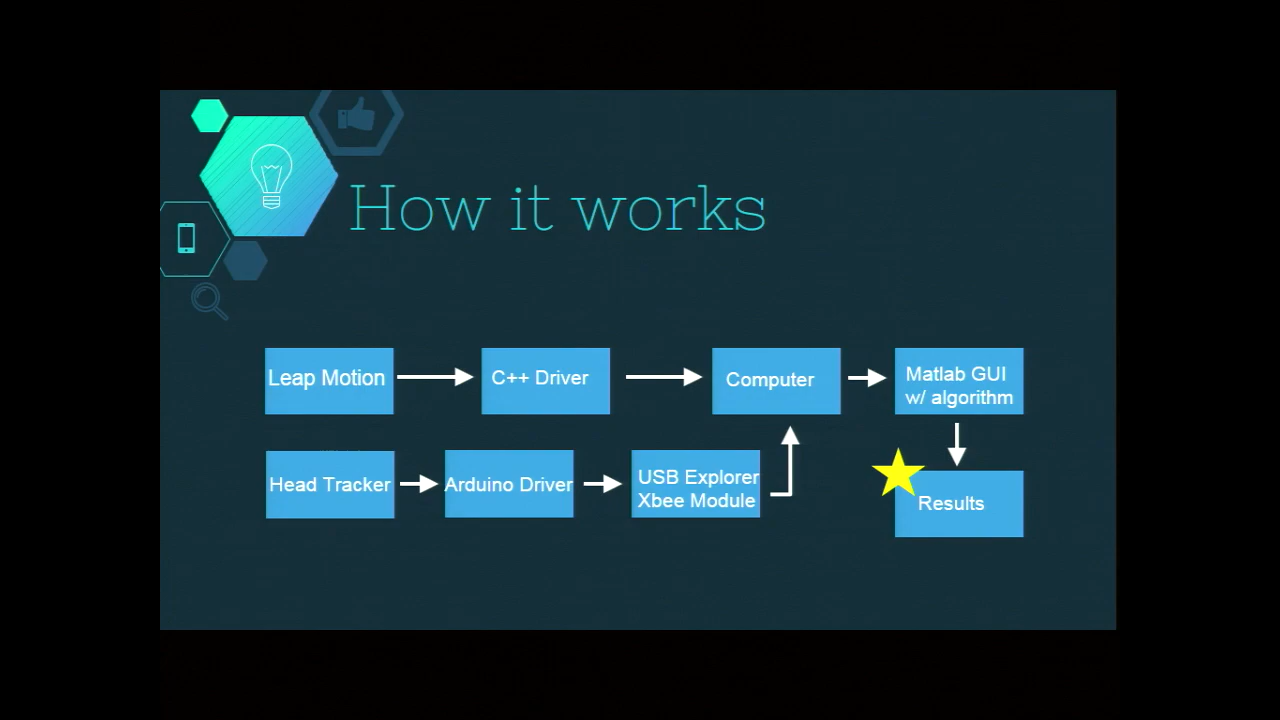 How it works
Leap Motion
C++ Driver
Computer
Matlab GUI
w/ algorithm
Head Tracker
Arduino Driver
USB Explorer
Xbee Module
Results